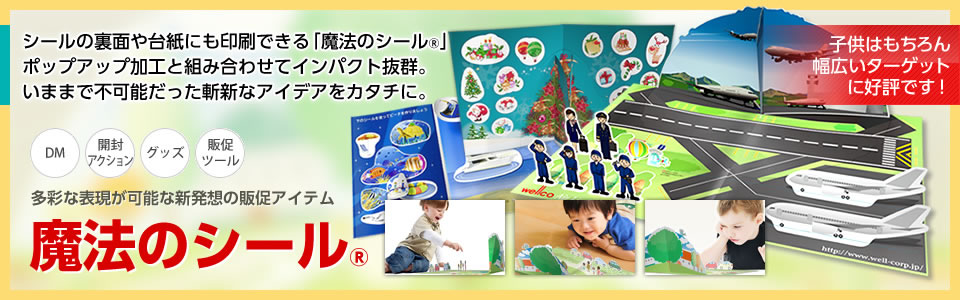 シールの裏面や台紙にも印刷できる「魔法のシール®」
ポップアップ加工と組み合わせてインパクト抜群。
いままで不可能だった斬新なアイデアをカタチに。
DM
開封
アクション
グッズ
販促
ツール
多彩な表現が可能な新発想の販促アイテム
魔法のシール®
子供はもちろん
幅広いターゲット
に好評です！
wellco
http://www.well-corp.jp/